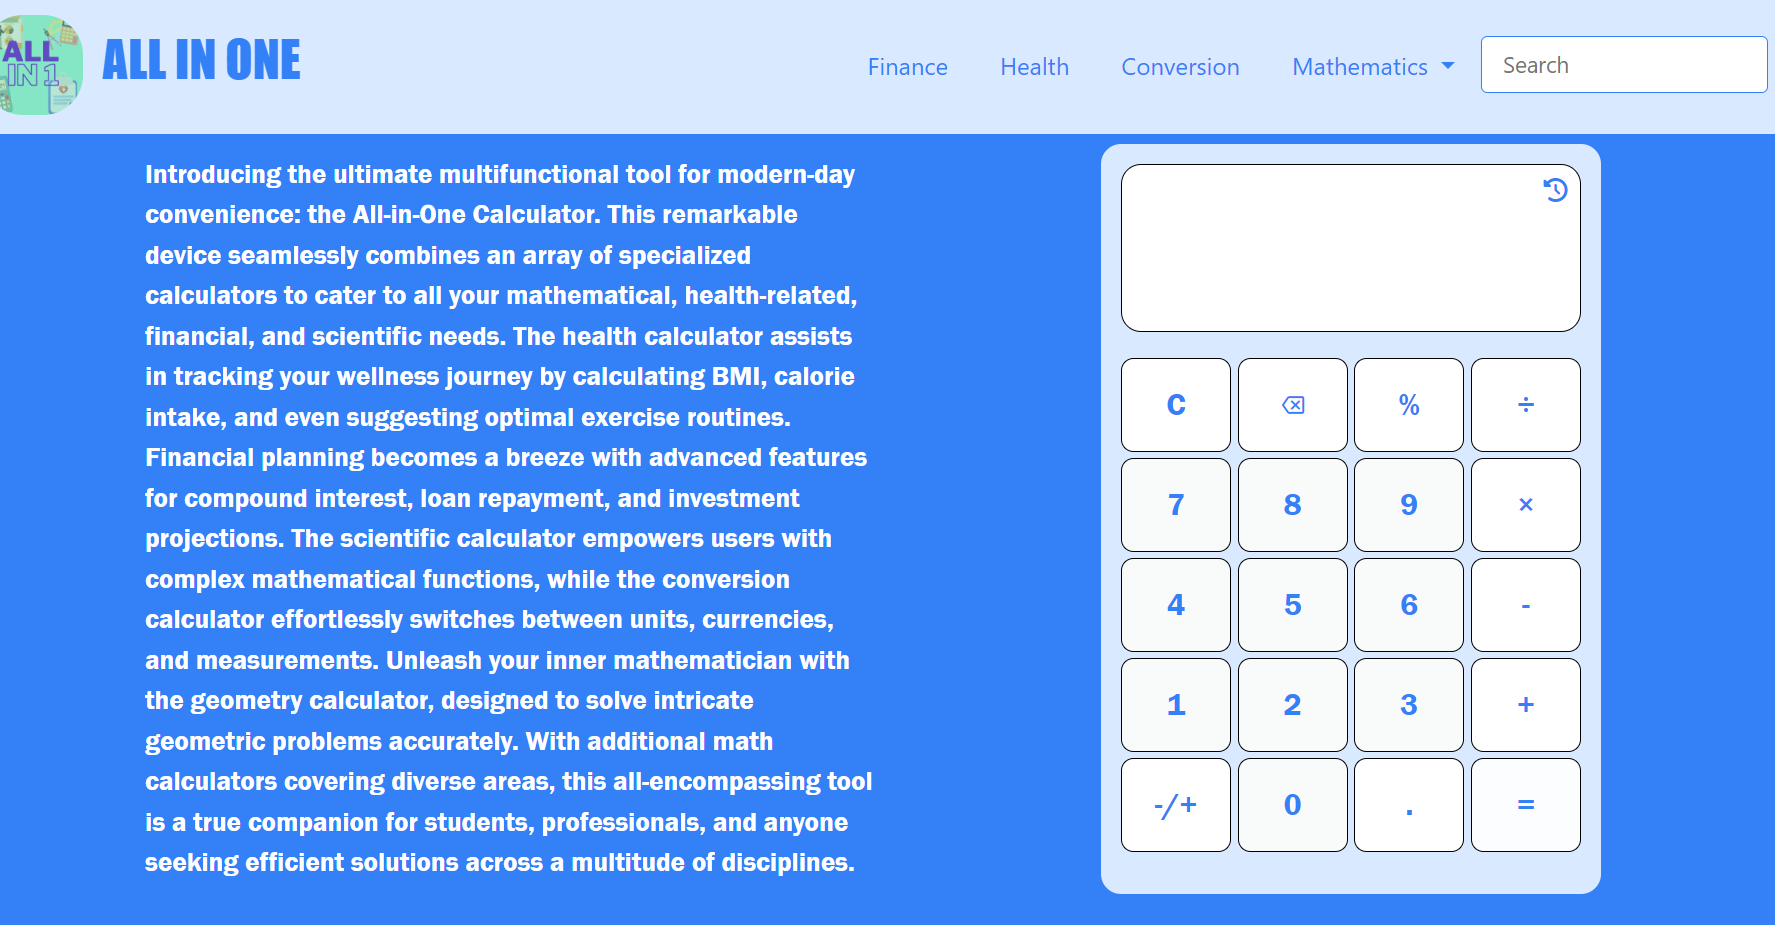 ALL
IN 1
ALL IN ONE
Finance
Health
Conversion
Mathematics
Search
Introducing the ultimate multifunctional tool for modern-day
convenience: the All-in-One Calculator. This remarkable
device seamlessly combines an array of specialized
calculators to cater to all your mathematical, health-related,
financial, and scientific needs. The health calculator assists
in tracking your wellness journey by calculating BMI, calorie
intake, and even suggesting optimal exercise routines.
Financial planning becomes a breeze with advanced features
for compound interest, loan repayment, and investment
projections. The scientific calculator empowers users with
complex mathematical functions, while the conversion
calculator effortlessly switches between units, currencies,
and measurements. Unleash your inner mathematician with
the geometry calculator, designed to solve intricate
geometric problems accurately. With additional math
calculators covering diverse areas, this all-encompassing tool
is a true companion for students, professionals, and anyone
seeking efficient solutions across a multitude of disciplines.
C % ÷
7 8 9 ×
4 5 6 -
1 2 3 +
-/+ 0 . =